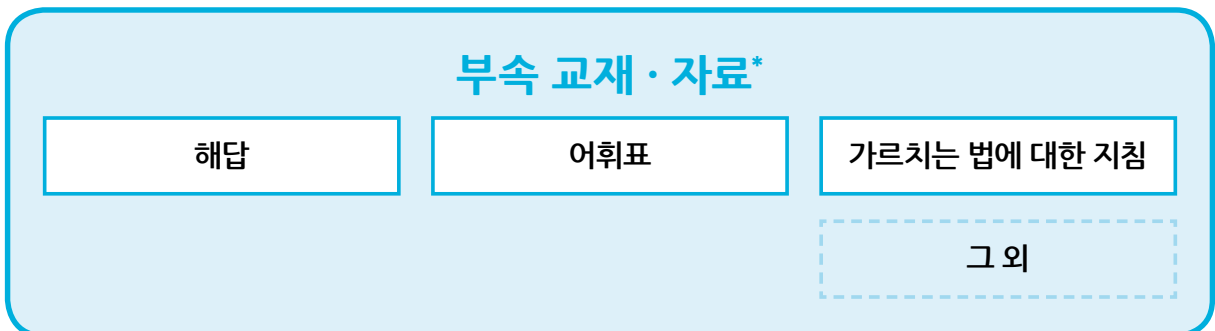 부속 교재 · 자료*
해답
어휘표
가르치는 법에 대한 지침
그 외